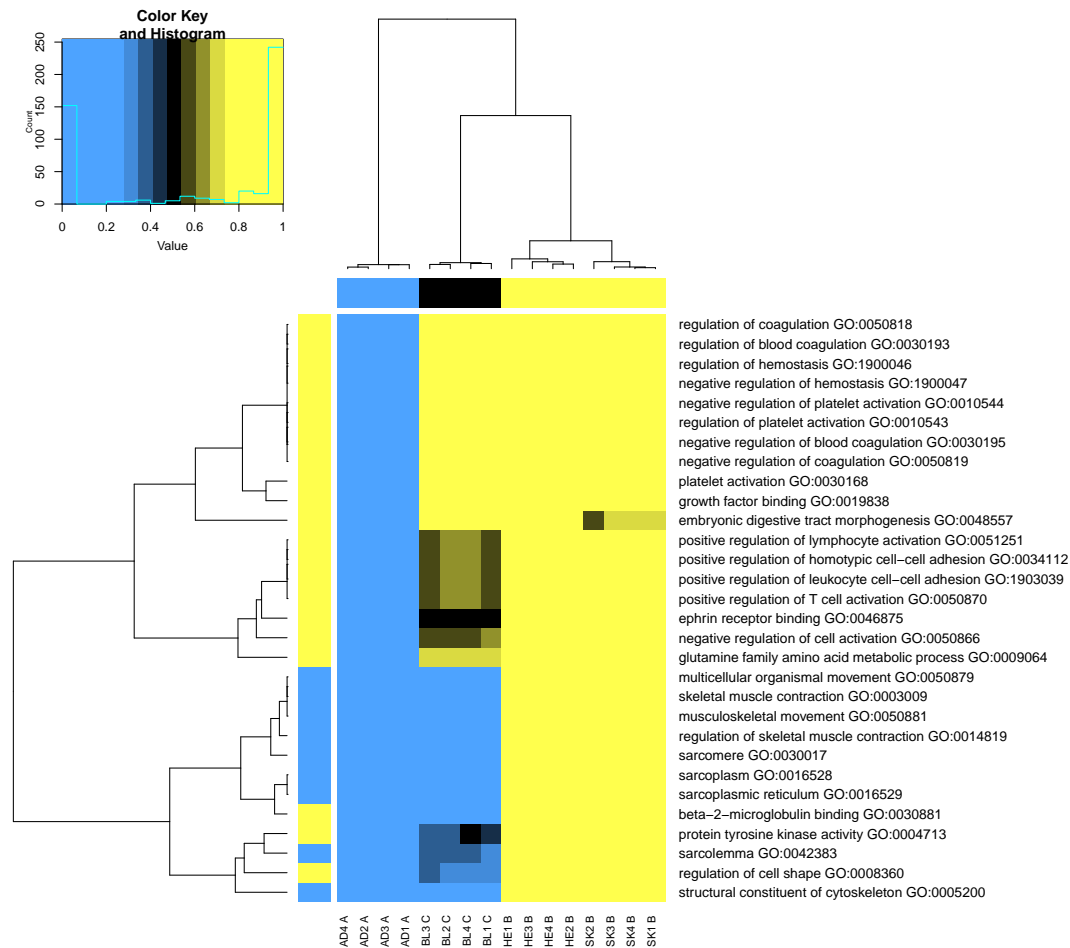 Color Key
and Histogram
Count
0 50 100 150 200 250
0 0.2 0.4 0.6 0.8 1
Value
regulation of coagulation GO:0050818
regulation of blood coagulation GO:0030193
regulation of hemostasis GO:1900046
negative regulation of hemostasis GO:1900047
negative regulation of platelet activation GO:0010544
regulation of platelet activation GO:0010543
negative regulation of blood coagulation GO:0030195
negative regulation of coagulation GO:0050819
platelet activation GO:0030168
growth factor binding GO:0019838
embryonic digestive tract morphogenesis GO:0048557
positive regulation of lymphocyte activation GO:0051251
positive regulation of homotypic cell−cell adhesion GO:0034112
positive regulation of leukocyte cell−cell adhesion GO:1903039
positive regulation of T cell activation GO:0050870
ephrin receptor binding GO:0046875
negative regulation of cell activation GO:0050866
glutamine family amino acid metabolic process GO:0009064
multicellular organismal movement GO:0050879
skeletal muscle contraction GO:0003009
musculoskeletal movement GO:0050881
regulation of skeletal muscle contraction GO:0014819
sarcomere GO:0030017
sarcoplasm GO:0016528
sarcoplasmic reticulum GO:0016529
beta−2−microglobulin binding GO:0030881
protein tyrosine kinase activity GO:0004713
sarcolemma GO:0042383
regulation of cell shape GO:0008360
structural constituent of cytoskeleton GO:0005200
AD4 A
AD2 A
AD3 A
AD1 A
BL3 C
BL2 C
BL4 C
BL1 C
HE1 B
HE3 B
HE4 B
HE2 B
SK2 B
SK3 B
SK4 B
SK1 B